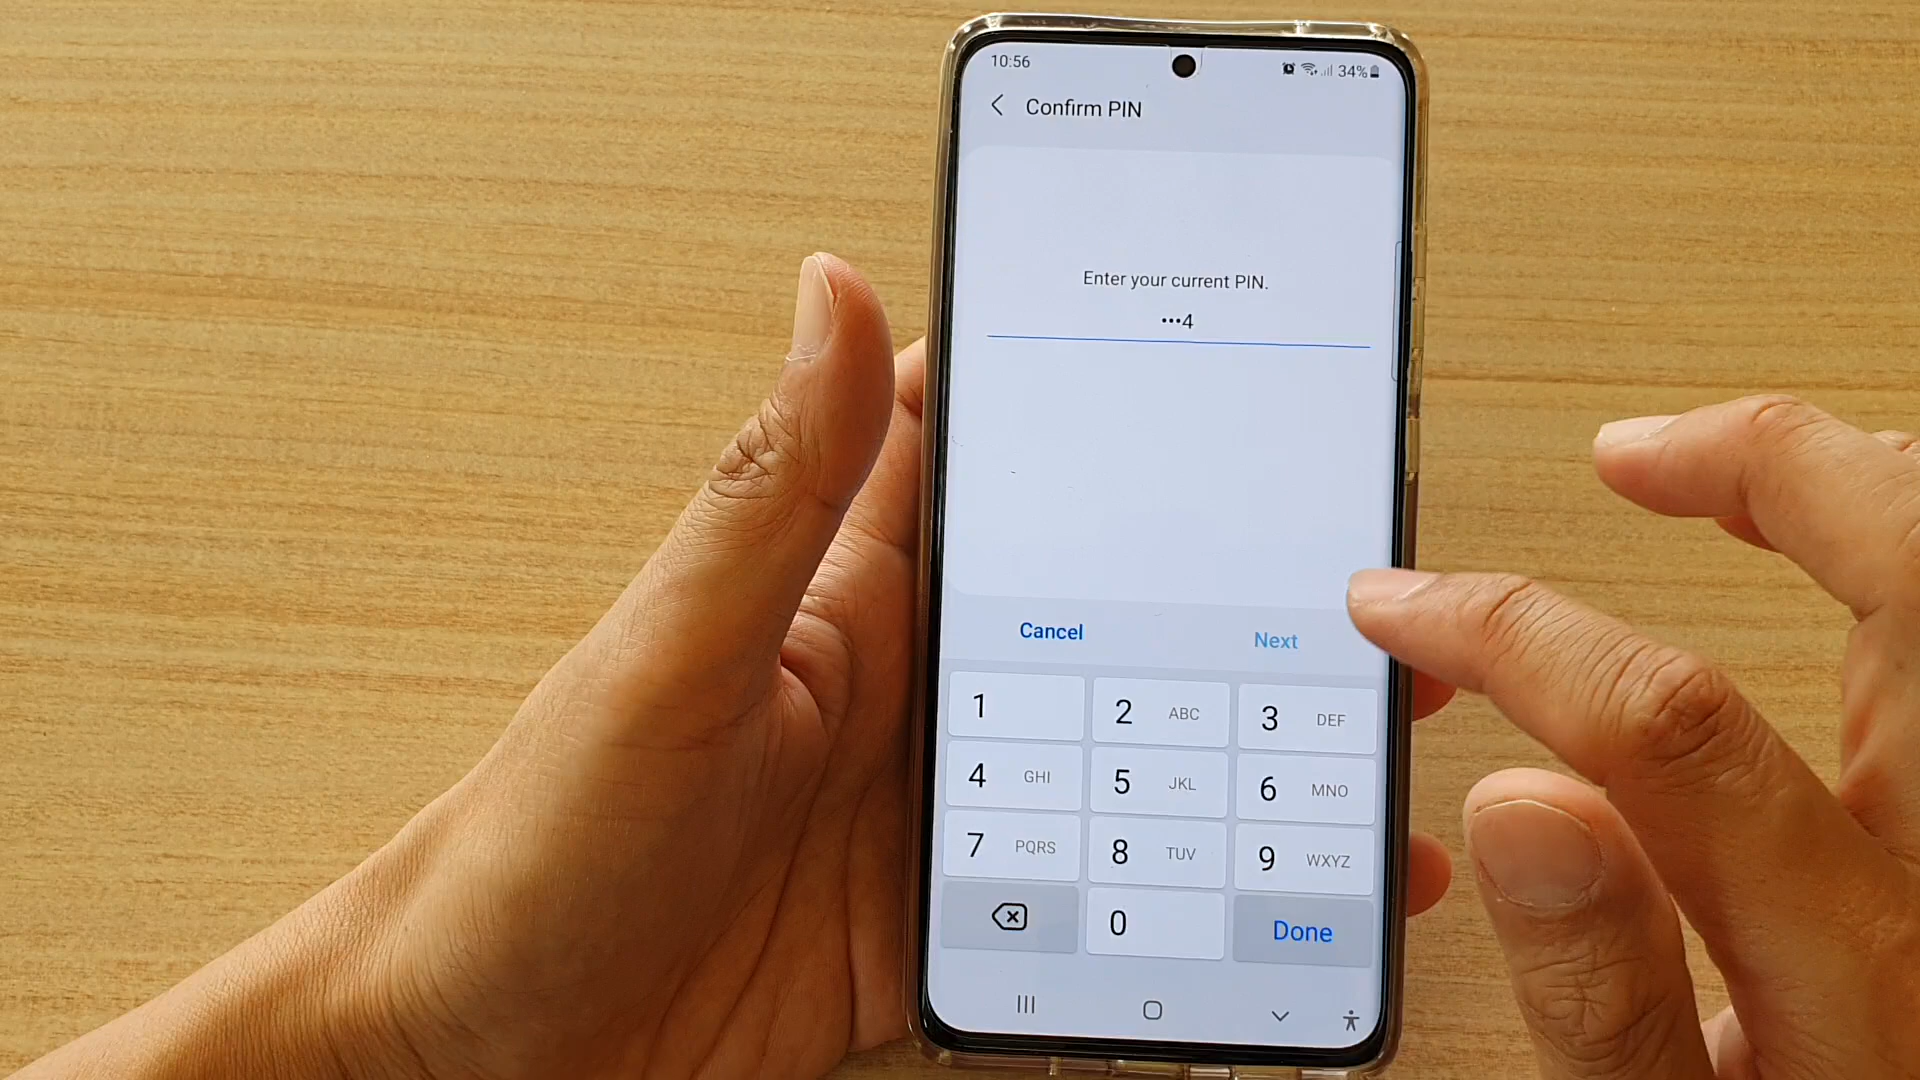 10:56 34%
Confirm PIN
Enter your current PIN.
•••4
Cancel Next
1 2 ABC 3 DEF
4 GHI 5 JKL 6 MNO
7 PQRS 8 TUV 9 WXYZ
0 Done